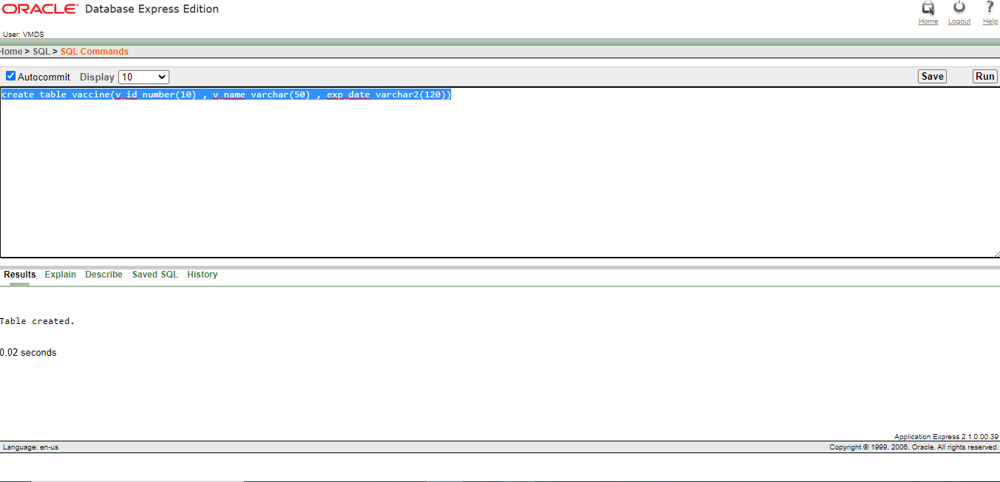 ORACLE® Database Express Edition
Home Logout Help
User: VMDS
Home > SQL > SQL Commands
Autocommit Display 10 Save Run
create table vaccine(v_id number(10) , v_name varchar(50) , exp_date varchar2(120))
Results Explain Describe Saved SQL History
Table created.
0.02 seconds
Application Express 2.1.0.00.39
Language: en-us Copyright © 1999, 2006, Oracle. All rights reserved.